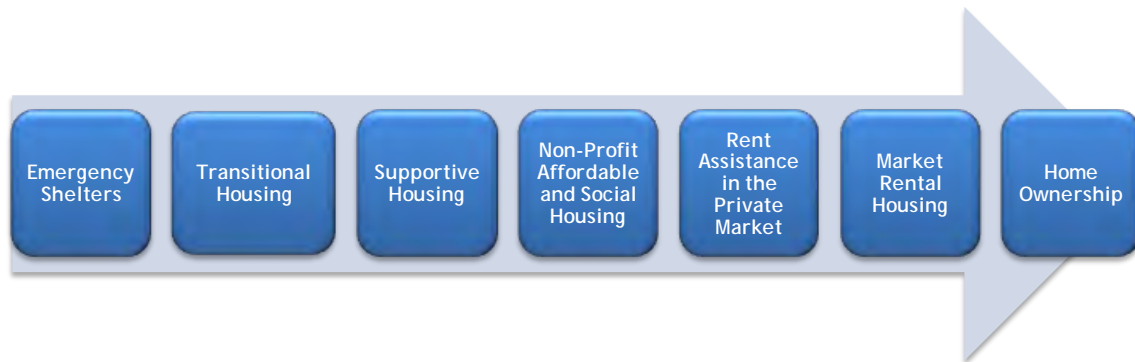 Emergency
Shelters
Transitional
Housing
Supportive
Housing
Non-Profit
Affordable
and Social
Housing
Rent
Assistance
in the
Private
Market
Market
Rental
Housing
Home
Ownership